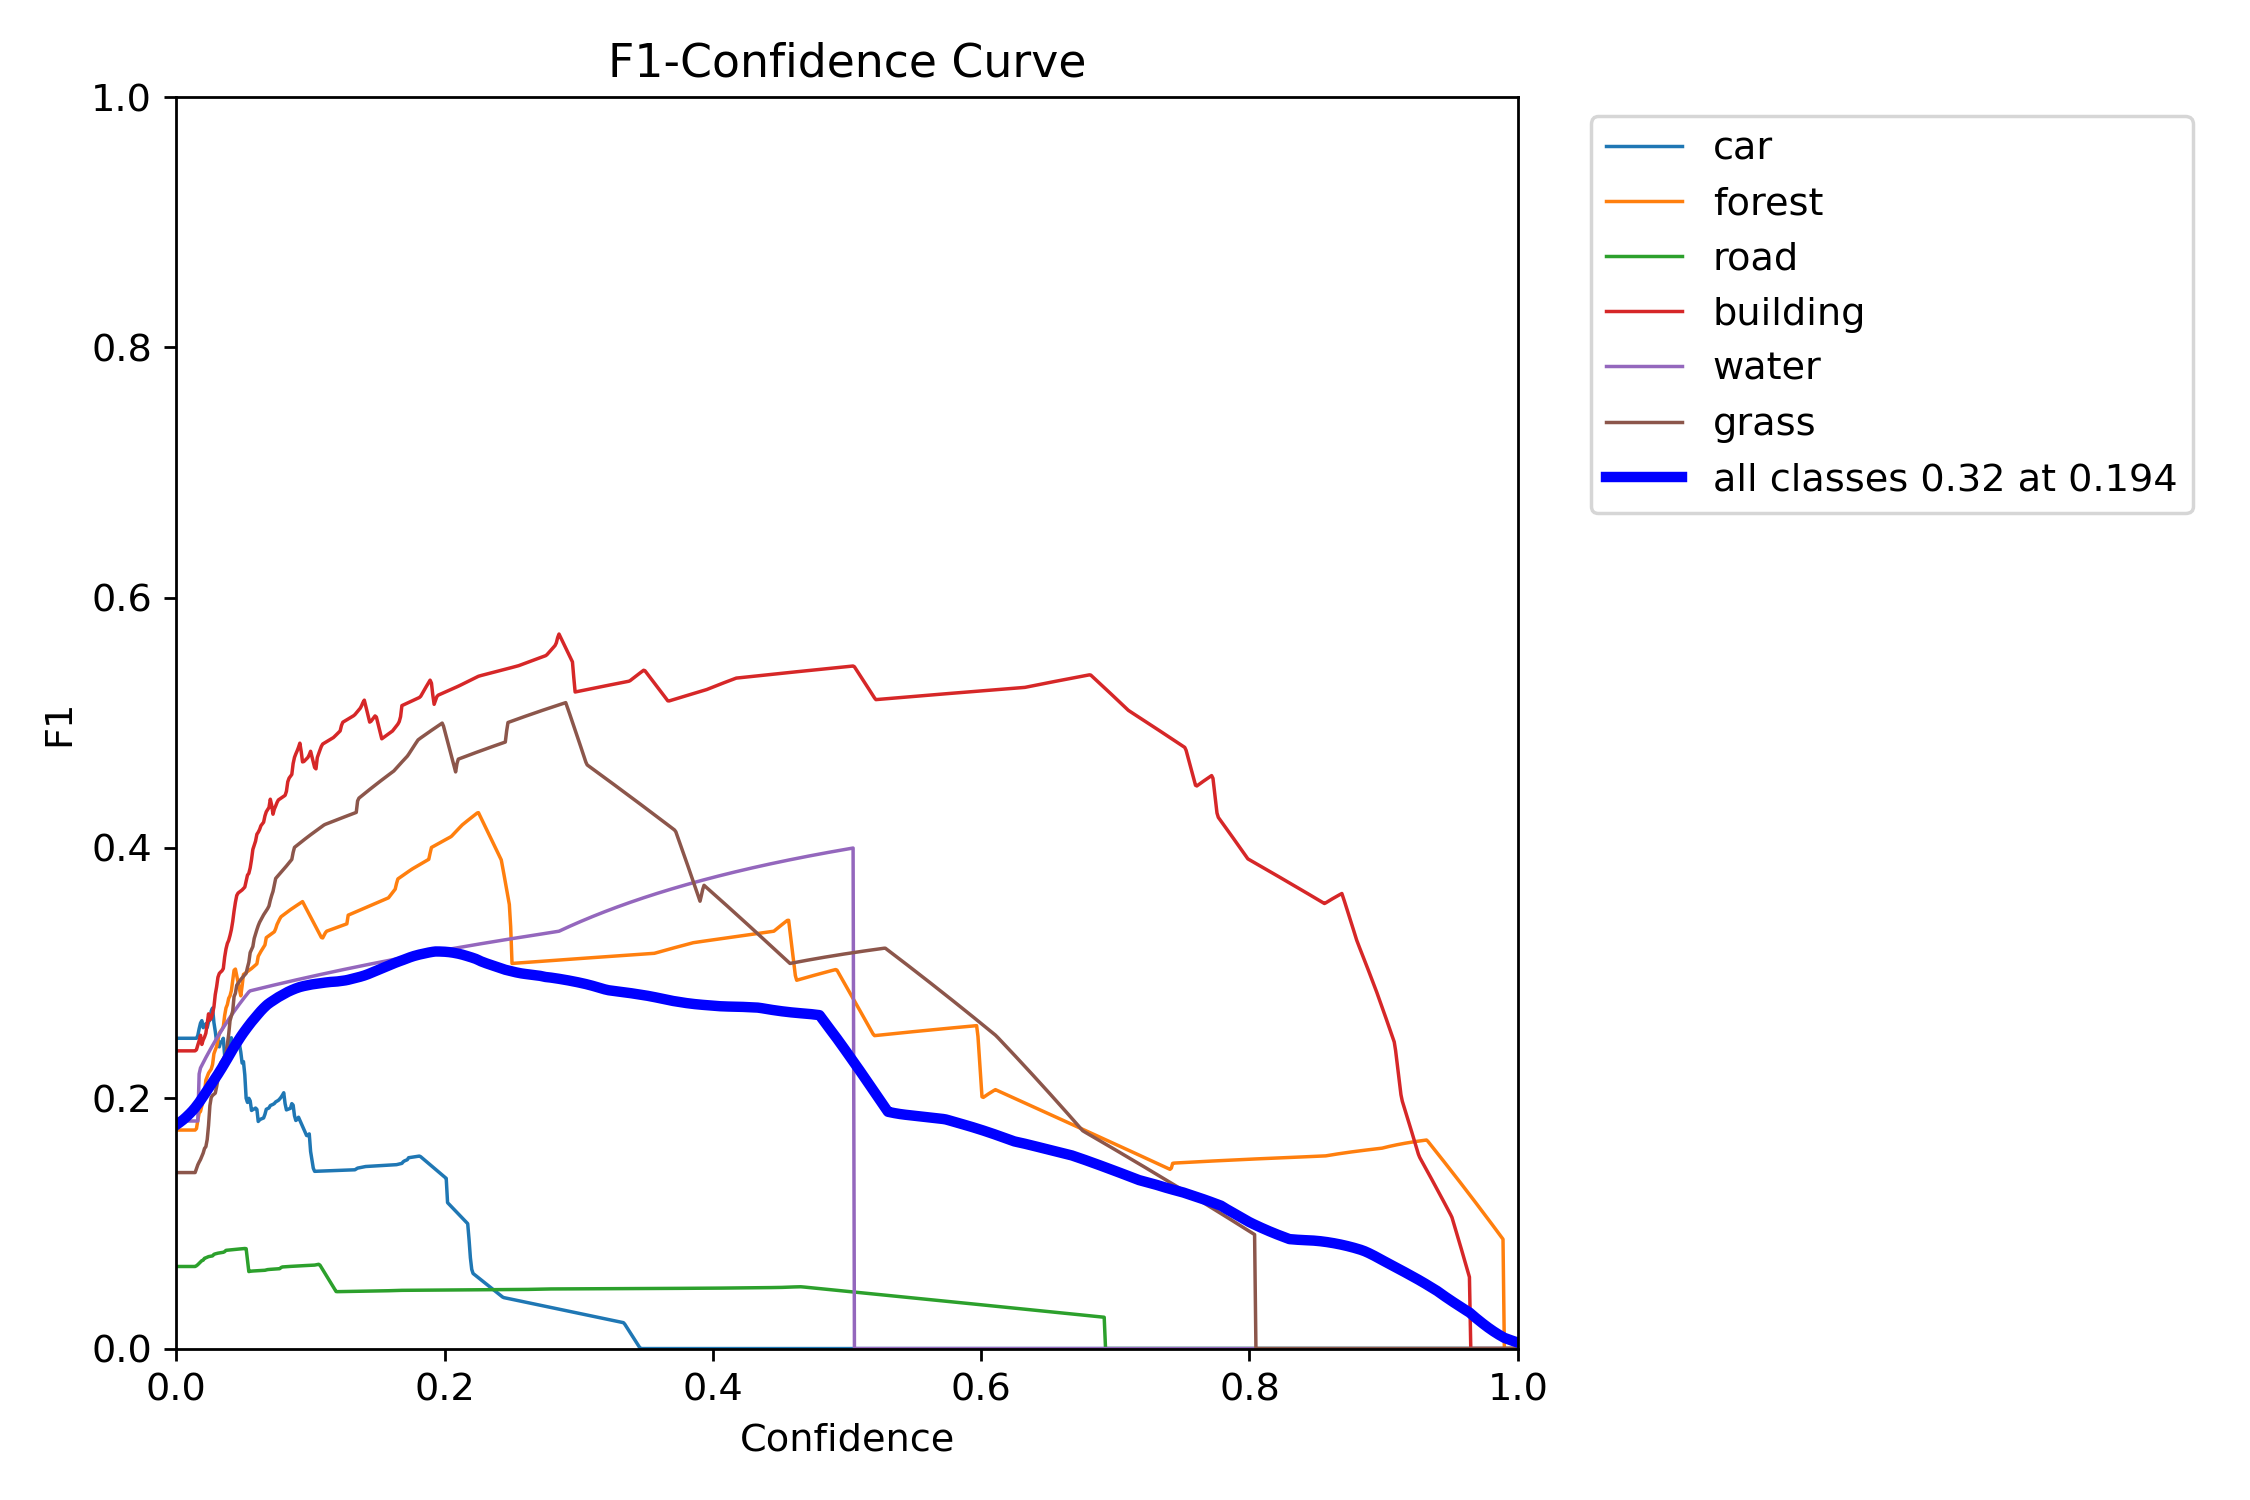 F1-Confidence Curve
1.0
0.8
0.6
0.4
0.2
0.0
F1
0.0 0.2 0.4 0.6 0.8 1.0
Confidence
car
forest
road
building
water
grass
all classes 0.32 at 0.194